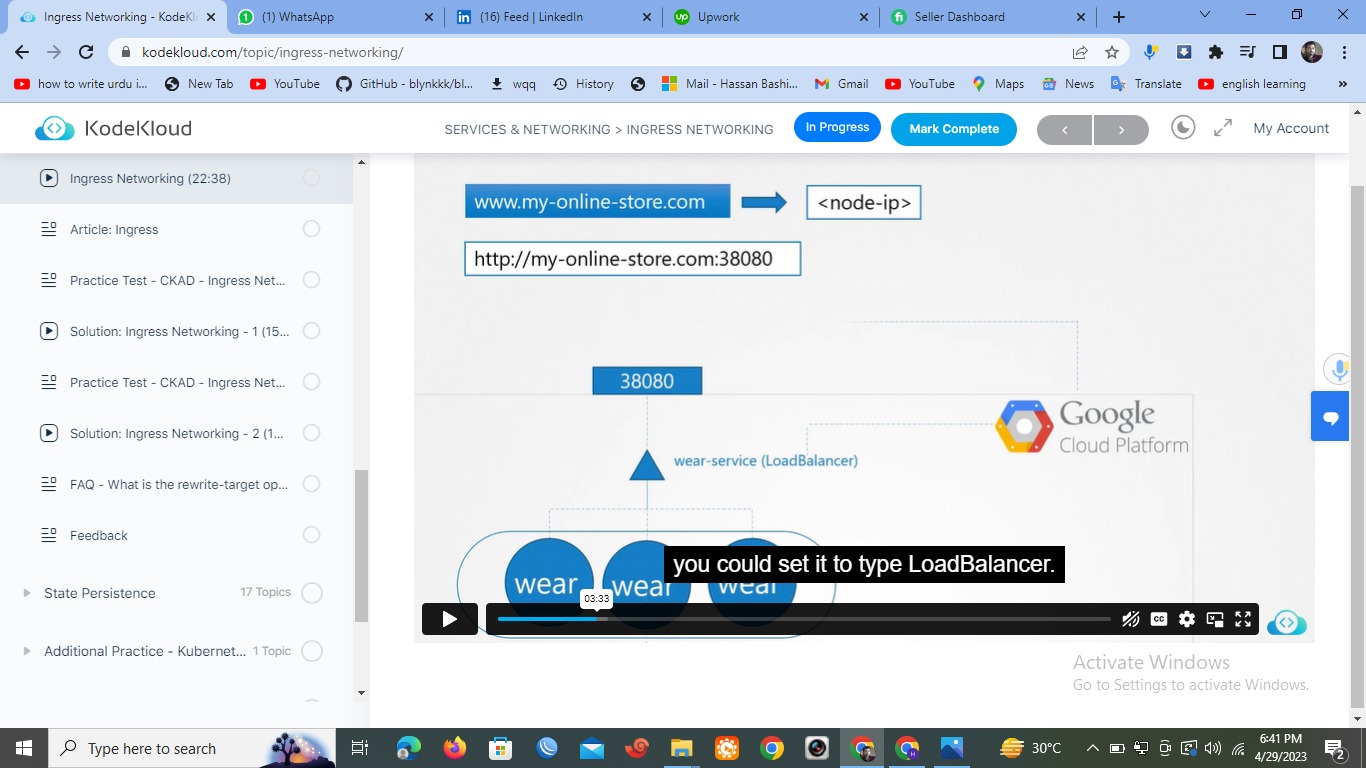 Ingress Networking - KodeKl
(1) WhatsApp
(16) Feed | LinkedIn
Upwork
Seller Dashboard
kodekloud.com/topic/ingress-networking/
how to write urdu i...
New Tab
YouTube
GitHub - blynkkk/bl...
wqq
History
Mail - Hassan Bashi...
Gmail
YouTube
Maps
News
Translate
english learning
»
KodeKloud
SERVICES & NETWORKING > INGRESS NETWORKING
In Progress
Mark Complete
<
>
My Account
Ingress Networking (22:38)
Article: Ingress
Practice Test - CKAD - Ingress Net...
Solution: Ingress Networking - 1 (15...
Practice Test - CKAD - Ingress Net...
Solution: Ingress Networking - 2 (1...
FAQ - What is the rewrite-target op...
Feedback
State Persistence
17 Topics
Additional Practice - Kubernet...
1 Topic
www.my-online-store.com
<node-ip>
http://my-online-store.com:38080
38080
Google
Cloud Platform
wear-service (LoadBalancer)
wear
wear
wear
you could set it to type LoadBalancer.
03:33
CC
Activate Windows
Go to Settings to activate Windows.
Type here to search
30°C
6:41 PM
4/29/2023
2